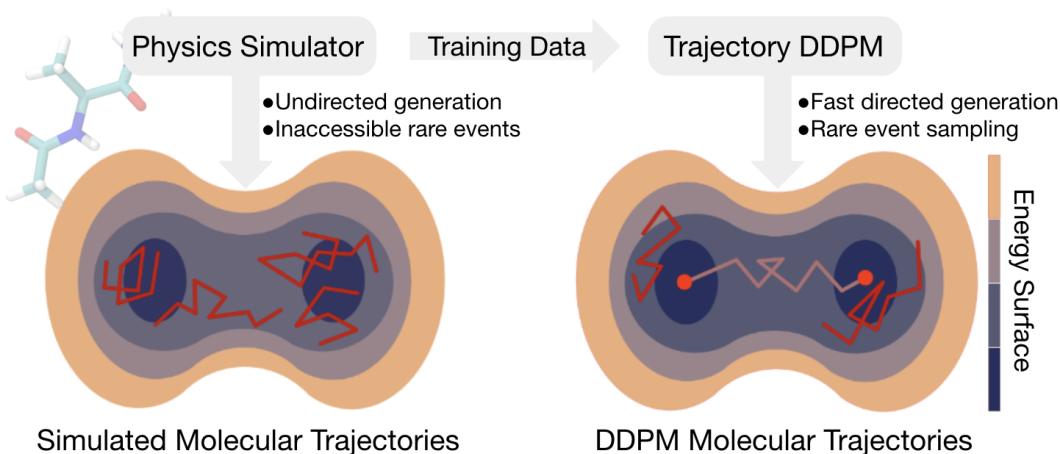 Physics Simulator
Training Data
Trajectory DDPM
●Undirected generation
●Inaccessible rare events
●Fast directed generation
●Rare event sampling
Energy Surface
Simulated Molecular Trajectories
DDPM Molecular Trajectories